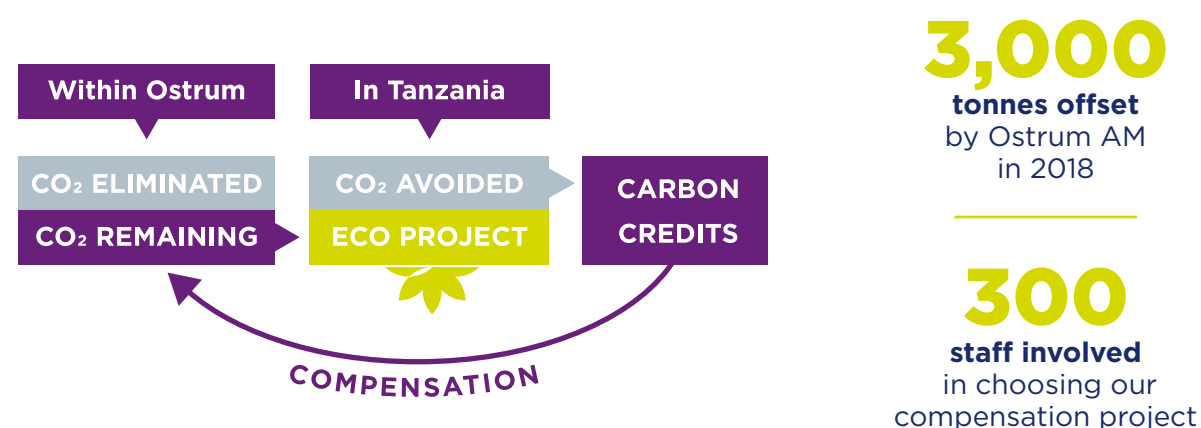 Within Ostrum
In Tanzania
CO₂ ELIMINATED
CO₂ AVOIDED
CO₂ REMAINING
ECO PROJECT
CARBON
CREDITS
COMPENSATION
3,000
tonnes offset
by Ostrum AM
in 2018
300
staff involved
in choosing our
compensation project